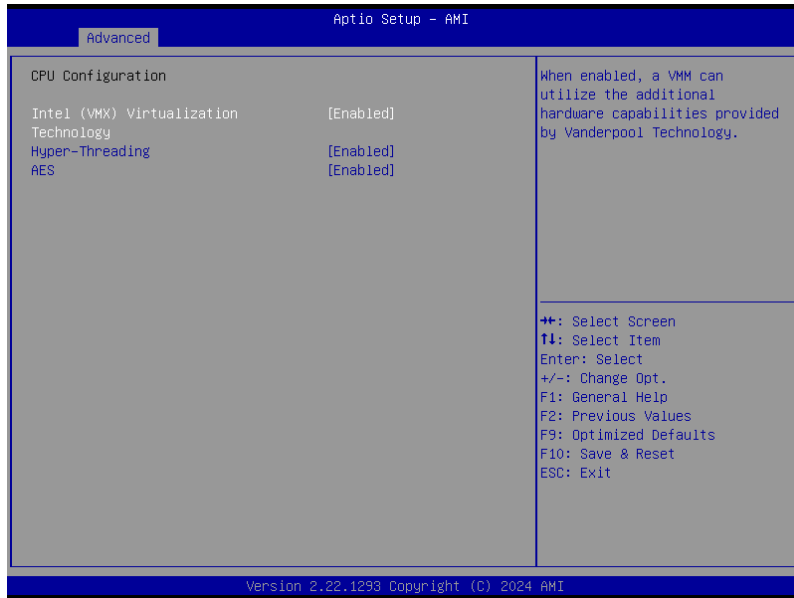 Aptio Setup – AMI
Advanced
CPU Configuration
Intel (VMX) Virtualization [Enabled]
Technology
Hyper-Threading [Enabled]
AES [Enabled]
When enabled, a VMM can
utilize the additional
hardware capabilities provided
by Vanderpool Technology.
→←: Select Screen
↑↓: Select Item
Enter: Select
+/-: Change Opt.
F1: General Help
F2: Previous Values
F9: Optimized Defaults
F10: Save & Reset
ESC: Exit
Version 2.22.1293 Copyright (C) 2024 AMI